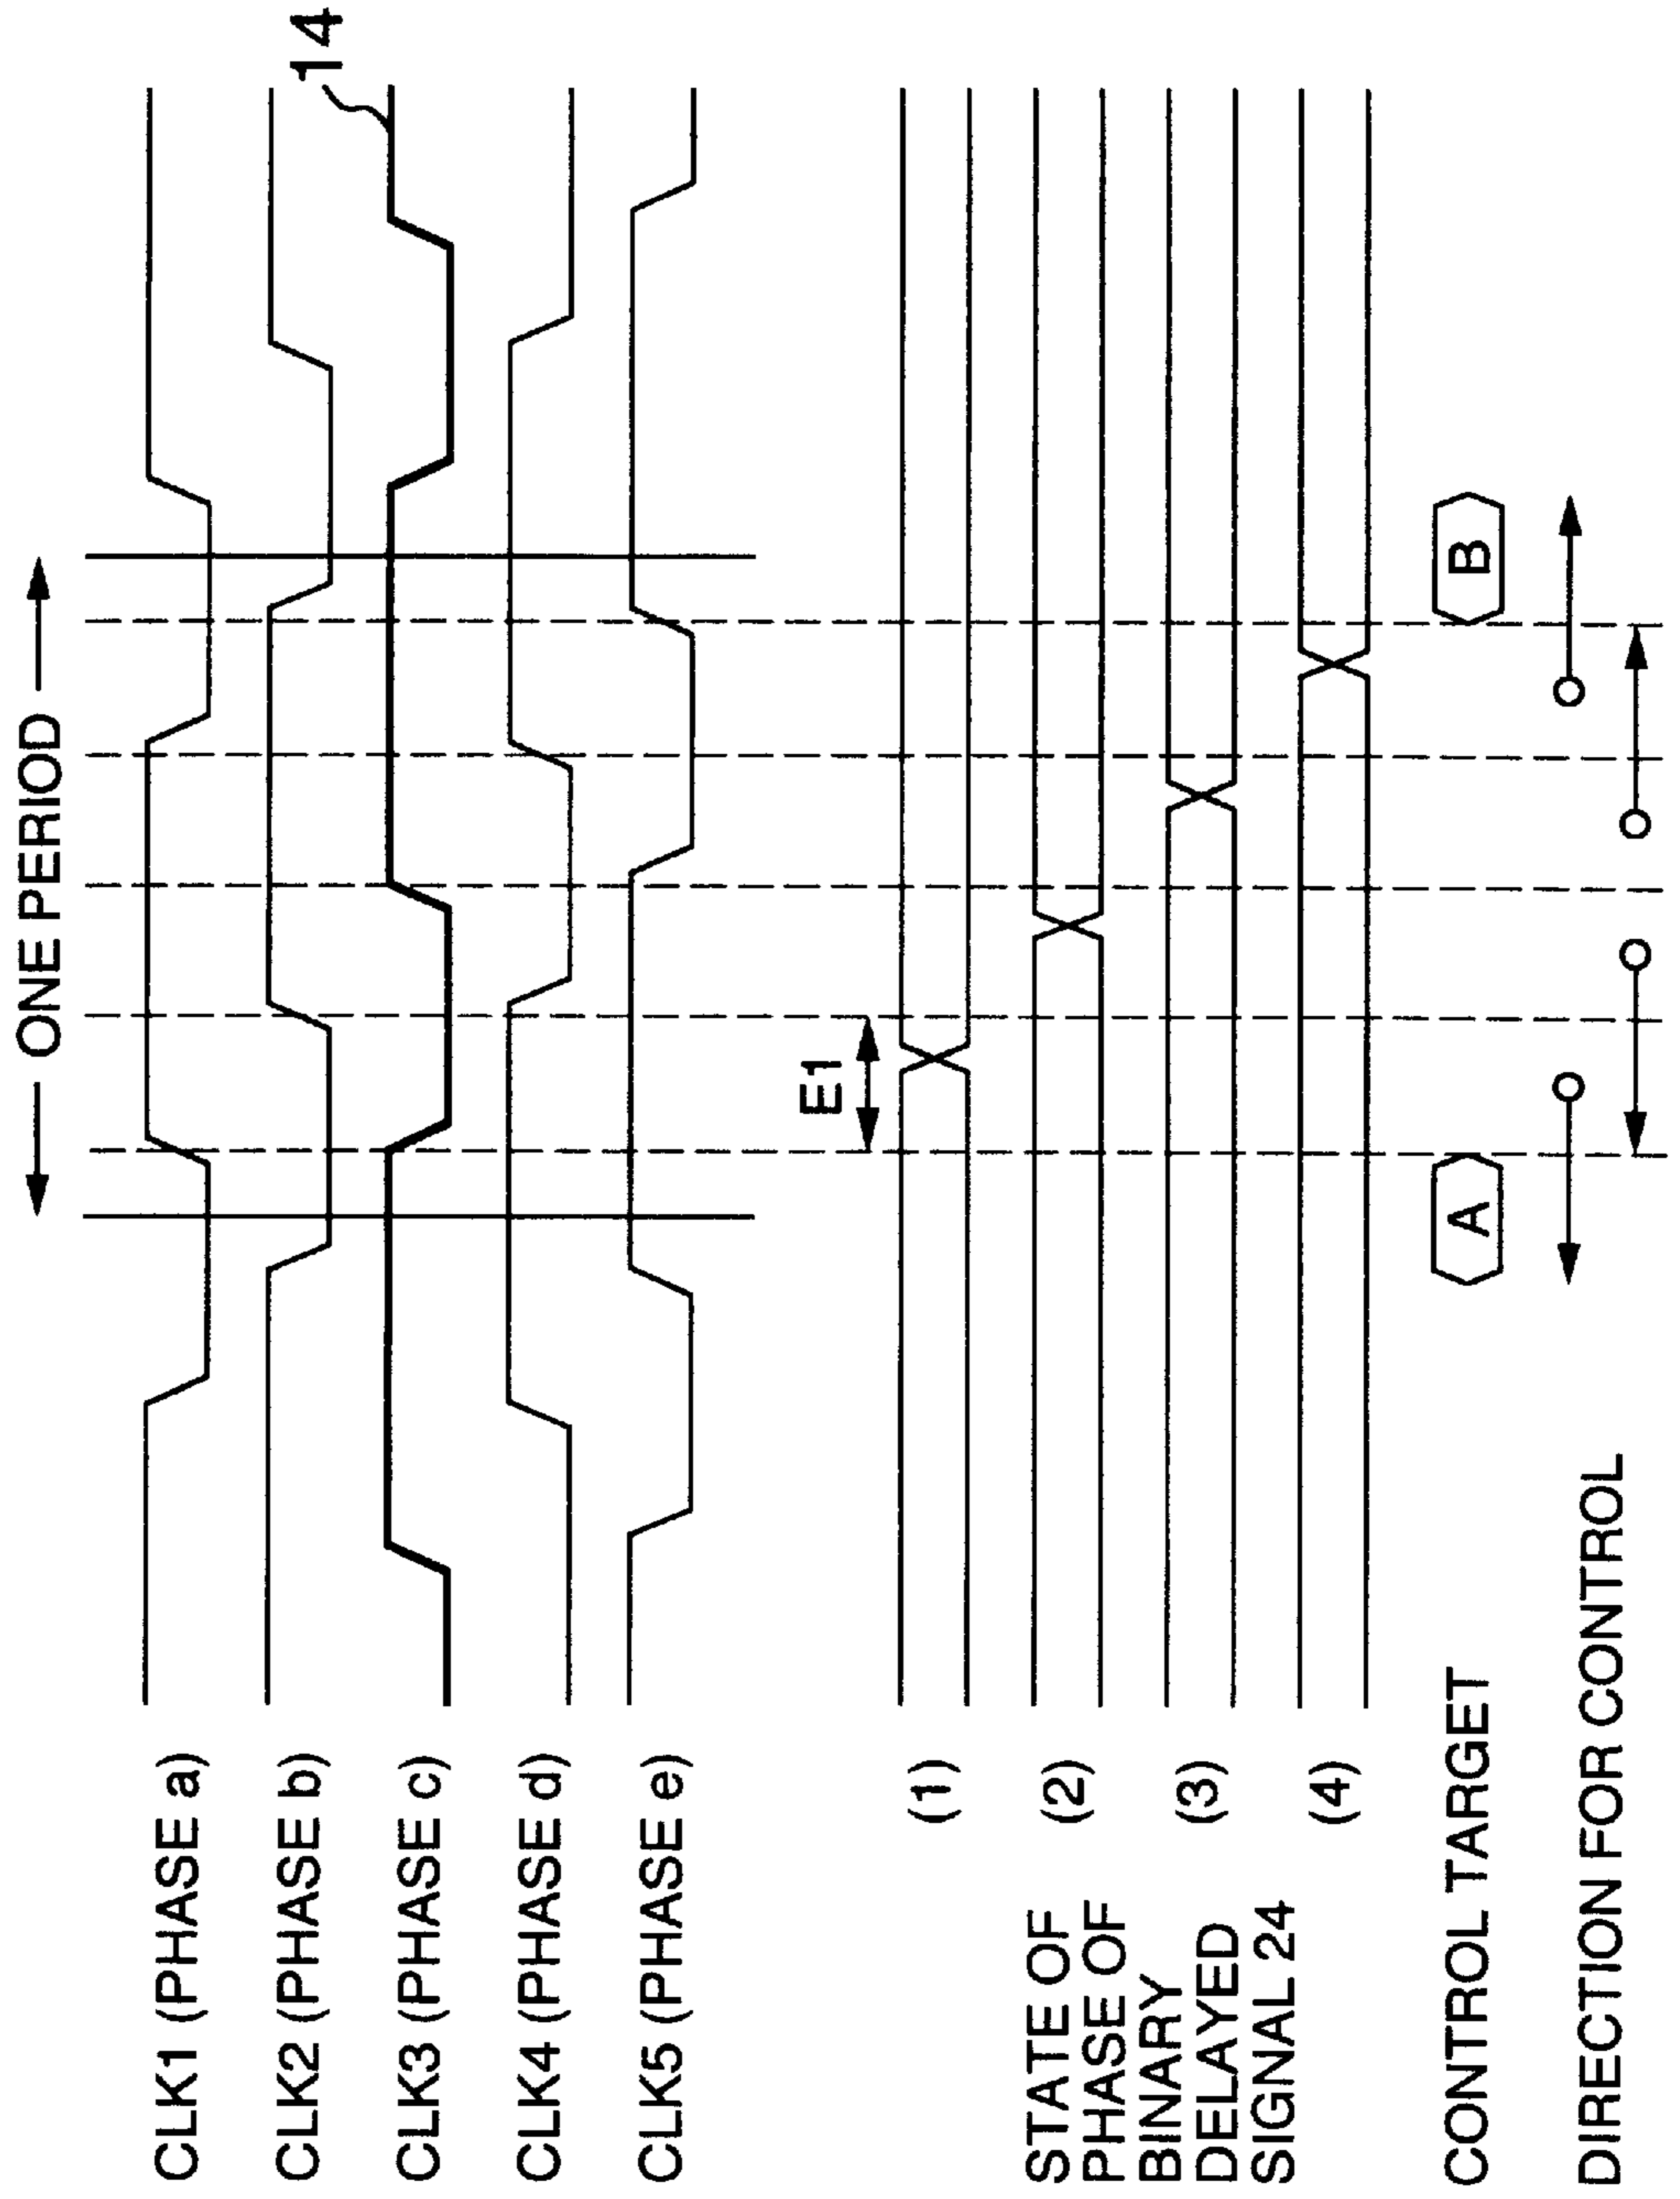 ONE PERIOD
14
CLK1 (PHASE a)
CLK2 (PHASE b)
CLK3 (PHASE c)
CLK4 (PHASE d)
CLK5 (PHASE e)
E1
STATE OF
PHASE OF
BINARY
DELAYED
SIGNAL 24
(1)
(2)
(3)
(4)
CONTROL TARGET
A
B
DIRECTION FOR CONTROL